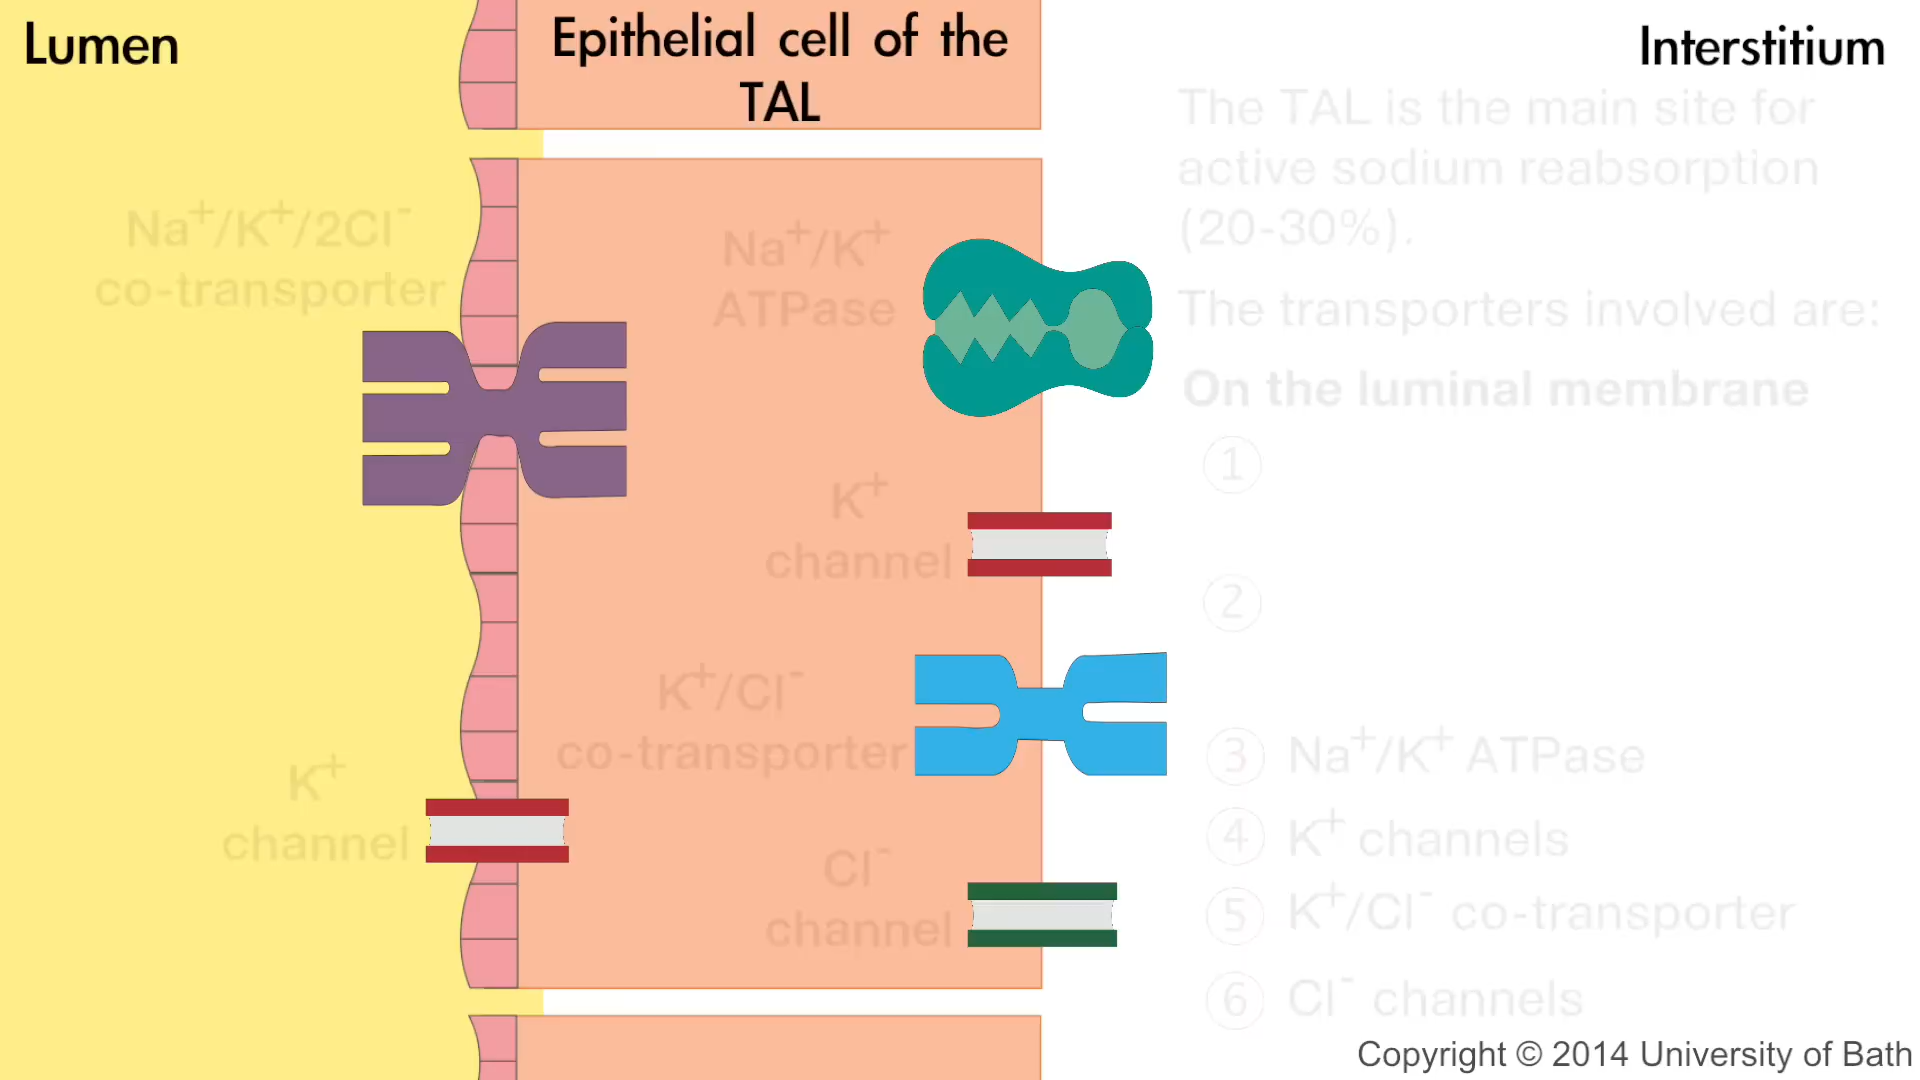 Lumen
Epithelial cell of the
TAL
Interstitium
The TAL is the main site for
active sodium reabsorption
(20-30%).
The transporters involved are:
On the luminal membrane
1
2
3 Na⁺/K⁺ ATPase
4 K⁺ channels
5 K⁺/Cl⁻ co-transporter
6 Cl⁻ channels
Na⁺/K⁺/2Cl⁻
co-transporter
Na⁺/K⁺
ATPase
K⁺
channel
K⁺/Cl⁻
co-transporter
K⁺
channel
Cl⁻
channel
Copyright © 2014 University of Bath